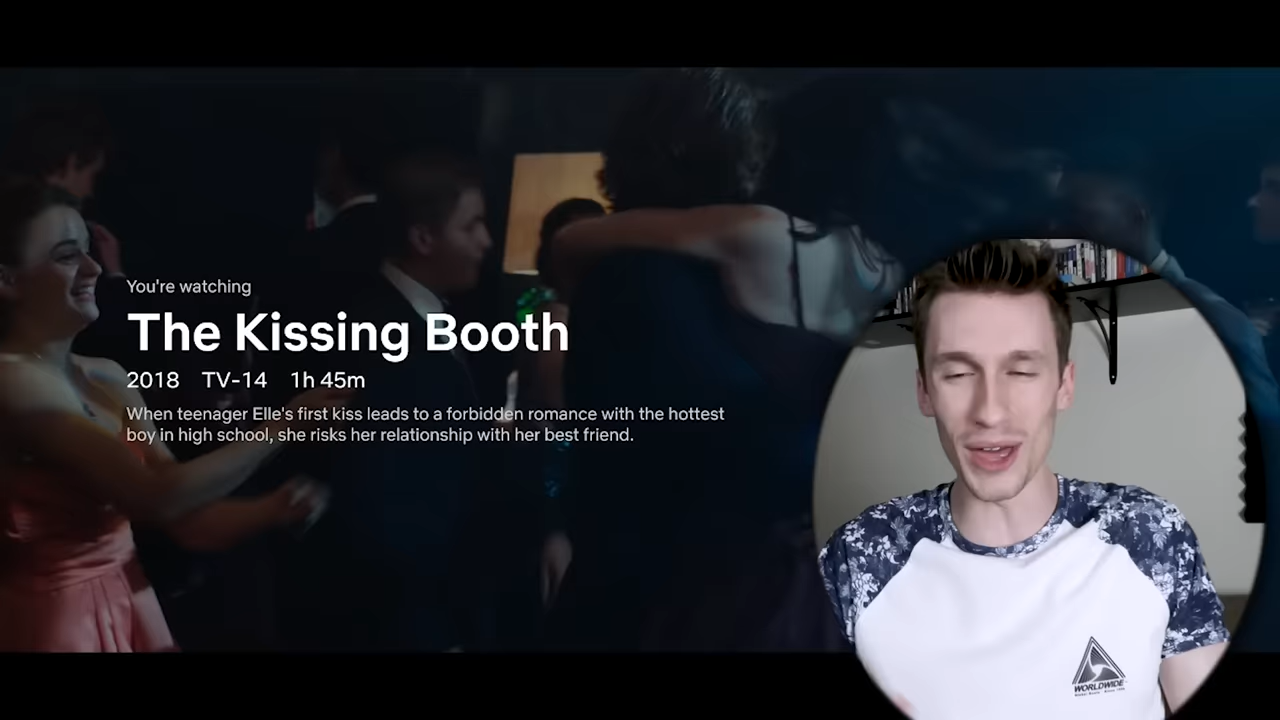 You're watching
The Kissing Booth
2018 TV-14 1h 45m
When teenager Elle's first kiss leads to a forbidden romance with the hottest
boy in high school, she risks her relationship with her best friend.
WORLDWIDE